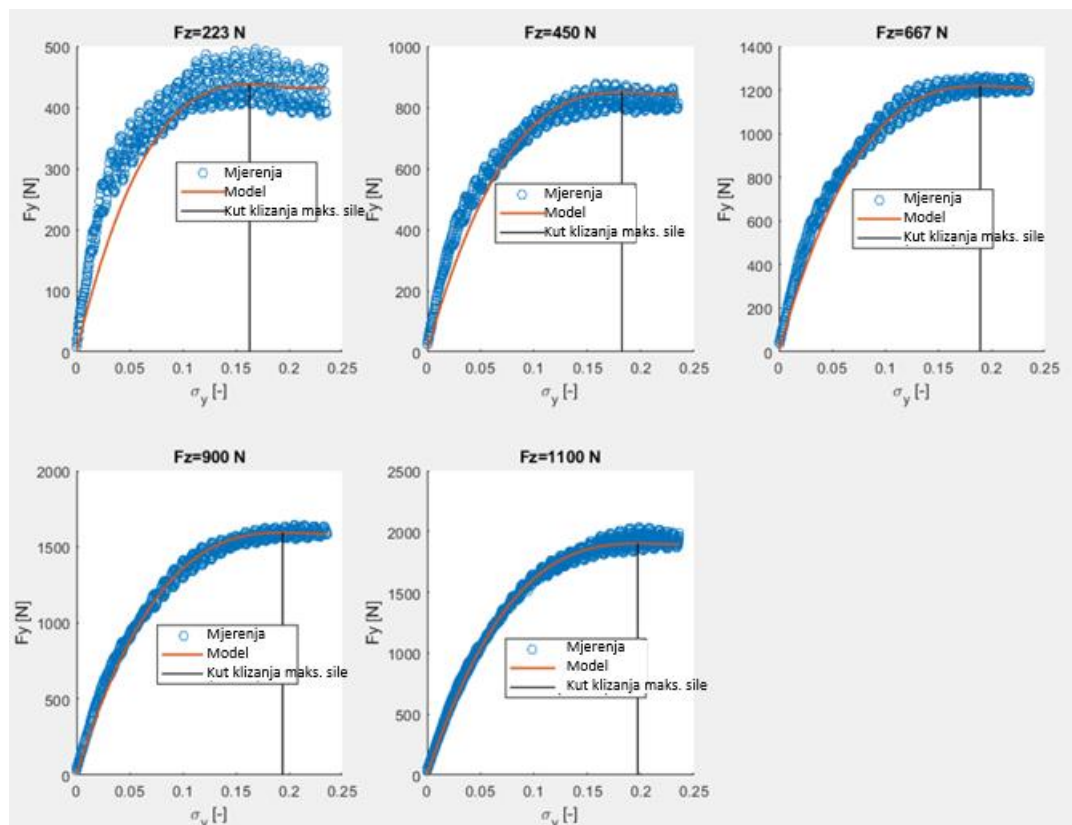 Fz=223 N
500
400
300
200
100
0
Fy [N]
0
0.05
0.1
0.15
0.2
0.25
σy [-]
Mjerenja
Model
Kut klizanja maks. sile
Fz=450 N
1000
800
600
400
200
0
Fy [N]
0
0.05
0.1
0.15
0.2
0.25
σy [-]
Mjerenja
Model
Kut klizanja maks. sile
Fz=667 N
1400
1200
1000
800
600
400
200
0
Fy [N]
0
0.05
0.1
0.15
0.2
0.25
σy [-]
Mjerenja
Model
Kut klizanja maks. sile
Fz=900 N
2000
1500
1000
500
0
Fy [N]
0
0.05
0.1
0.15
0.2
0.25
σy [-]
Mjerenja
Model
Kut klizanja maks. sile
Fz=1100 N
2500
2000
1500
1000
500
0
Fy [N]
0
0.05
0.1
0.15
0.2
0.25
σy [-]
Mjerenja
Model
Kut klizanja maks. sile